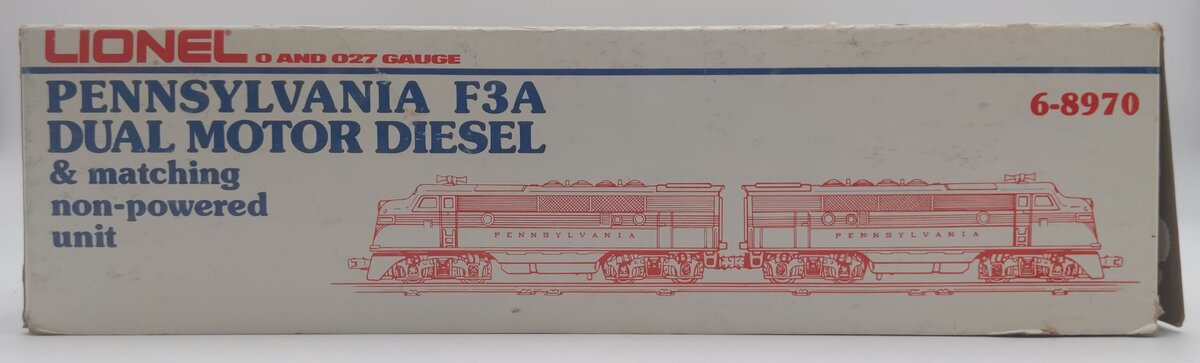 LIONEL O AND O27 GAUGE
PENNSYLVANIA F3A
6-8970
DUAL MOTOR DIESEL
& matching
non-powered
unit
PENNSYLVANIA
PENNSYLVANIA